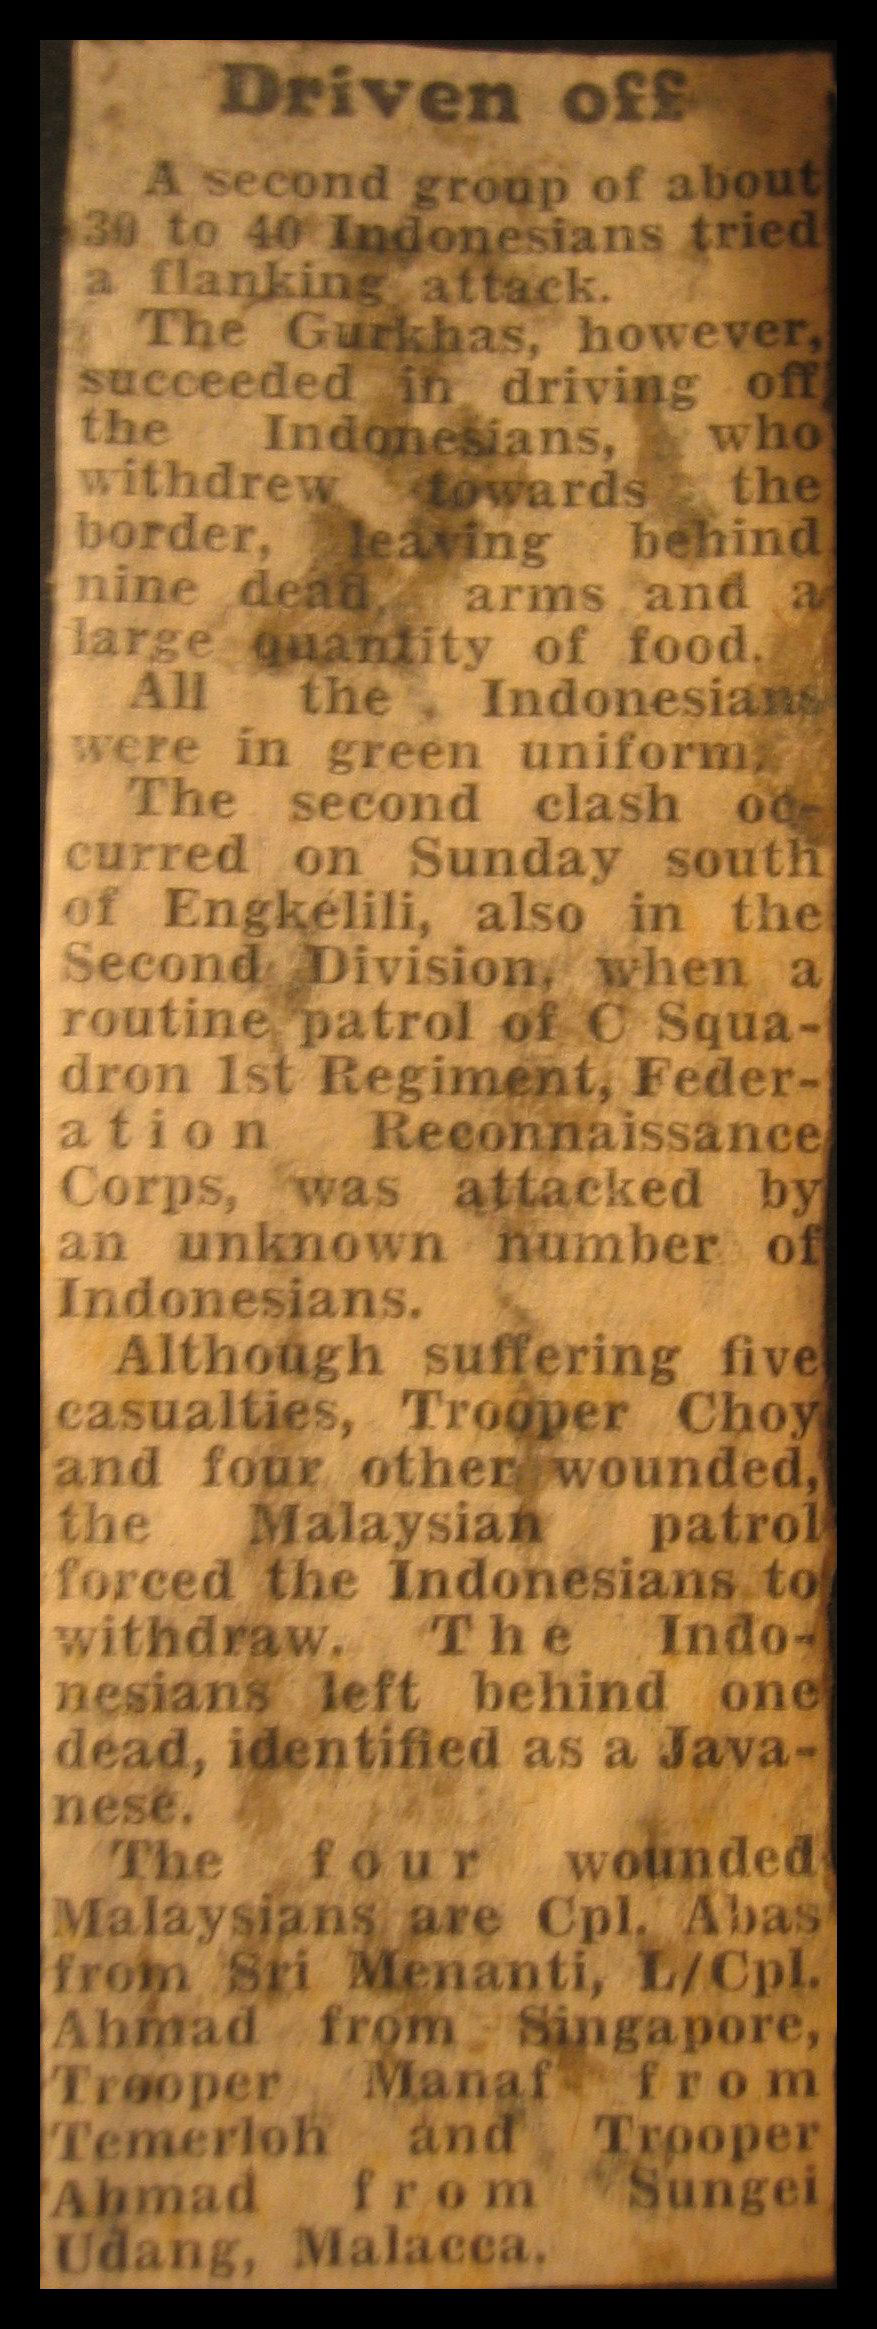 Driven off
A second group of about
30 to 40 Indonesians tried
a flanking attack.
The Gurkhas, however,
succeeded in driving off
the Indonesians, who
withdrew towards the
border, leaving behind
nine dead, arms and a
large quantity of food.
All the Indonesians
were in green uniform.
The second clash oc-
curred on Sunday south
of Engkelili, also in the
Second Division, when a
routine patrol of C Squa-
dron 1st Regiment, Feder-
ation Reconnaissance
Corps, was attacked by
an unknown number of
Indonesians.
Although suffering five
casualties, Trooper Choy
and four other wounded,
the Malaysian patrol
forced the Indonesians to
withdraw. The Indo-
nesians left behind one
dead, identified as a Java-
nese.
The four wounded
Malaysians are Cpl. Abas
from Sri Menanti, L/Cpl.
Ahmad from Singapore,
Trooper Manaf from
Temerloh and Trooper
Ahmad from Sungei
Udang, Malacca.